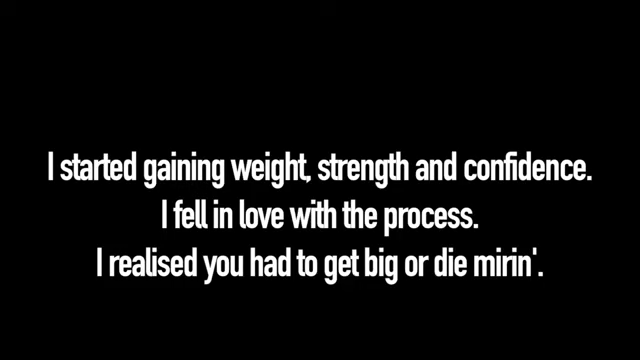 I started gaining weight, strength and confidence.
I fell in love with the process.
I realised you had to get big or die mirin'.